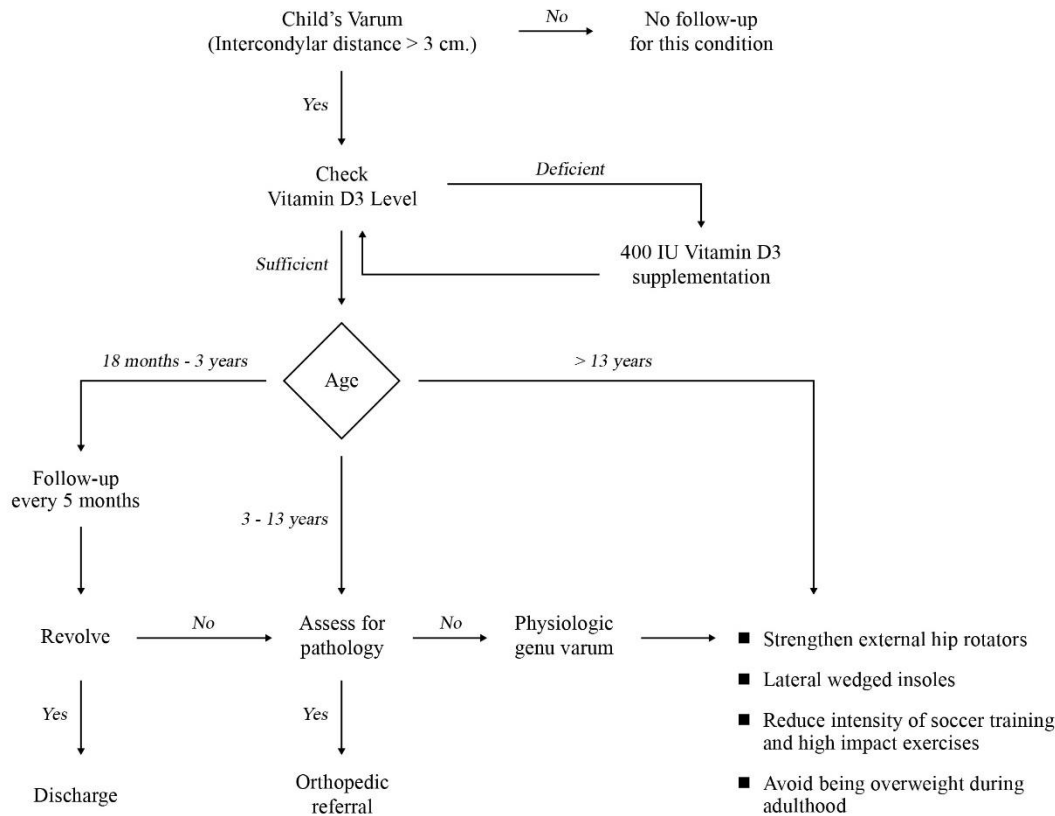 Child’s Varum
(Intercondylar distance > 3 cm.)
No
No follow-up
for this condition
Yes
Check
Vitamin D3 Level
Deficient
400 IU Vitamin D3
supplementation
Sufficient
18 months - 3 years
Age
> 13 years
Follow-up
every 5 months
3 - 13 years
Revolve
No
Assess for
pathology
No
Physiologic
genu varum
■ Strengthen external hip rotators
■ Lateral wedged insoles
■ Reduce intensity of soccer training
and high impact exercises
■ Avoid being overweight during
adulthood
Yes
Discharge
Yes
Orthopedic
referral